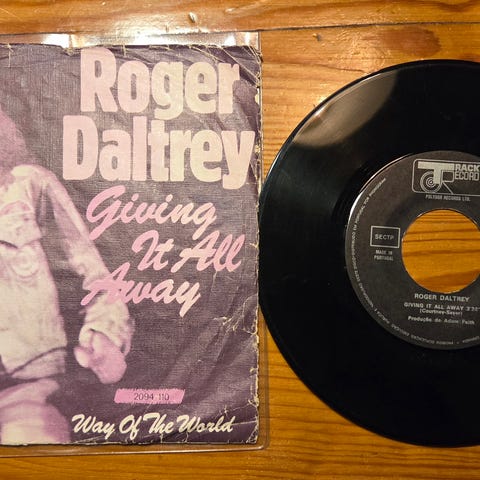 Roger
Daltrey
Giving
It All
Away
2094 110
Way Of The World
TRACK
RECORD
POLYDOR RECORDS LTD.
SECTP
MADE IN
PORTUGAL
ROGER DALTREY
GIVING IT ALL AWAY
(Courtney-Sayer)
Produção de Adam Faith